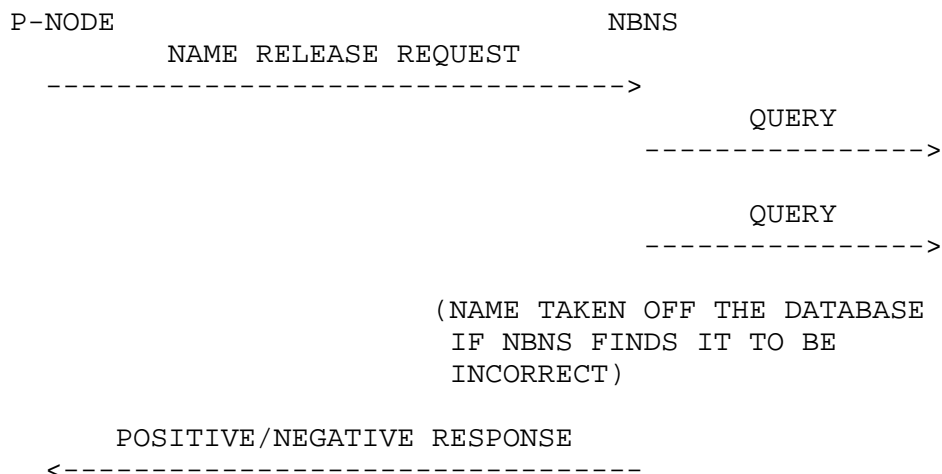 P-NODE NBNS
NAME RELEASE REQUEST
--------------------------------->
QUERY
---------------->
QUERY
---------------->
(NAME TAKEN OFF THE DATABASE
IF NBNS FINDS IT TO BE
INCORRECT)
POSITIVE/NEGATIVE RESPONSE
<---------------------------------